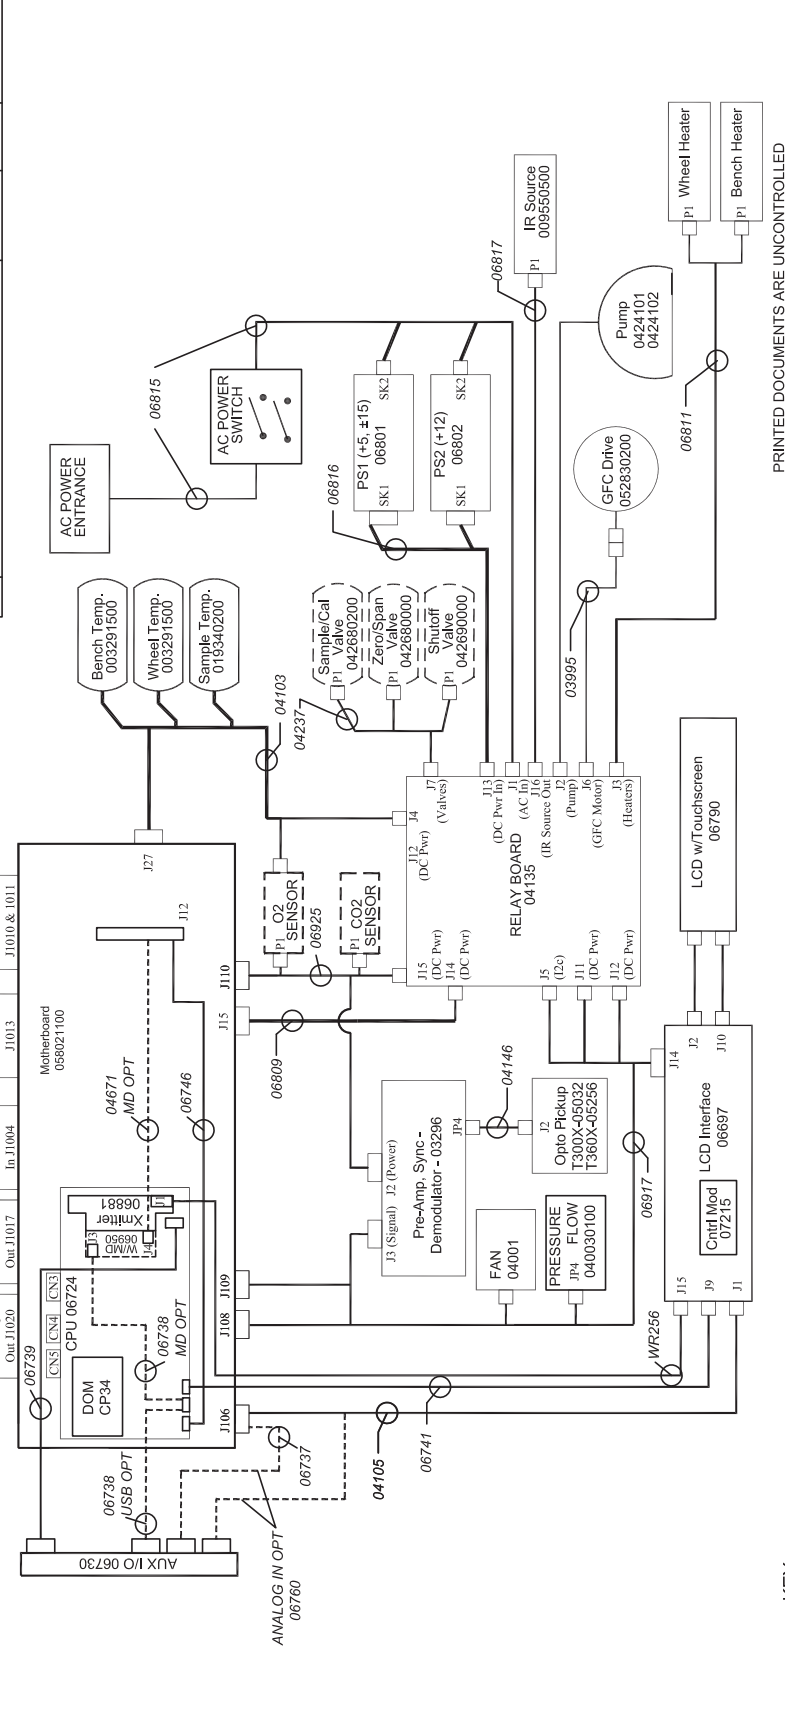 Out J1020
Out J1017
In J1004
J1013
J1010 & 1011
AUX I/O 06730
06739
06738
USB OPT
06737
ANALOG IN OPT
06760
CN5
CN4
CN3
CPU 06724
DOM
CP34
06738
MD OPT
Xmitter
06881
J1
W/MD
06950
J3
J4
04671
MD OPT
06746
Motherboard
058021100
J12
J27
J106
J108
J109
J15
J110
04105
06741
WR256
06809
06925
P1
O2
SENSOR
P1
CO2
SENSOR
04103
Bench Temp.
003291500
Wheel Temp.
003291500
Sample Temp.
019340200
AC POWER
ENTRANCE
06815
AC POWER
SWITCH
04237
Sample/Cal
Valve
042680200
P1
Zero/Span
Valve
042680000
P1
Shutoff
Valve
042690000
P1
06816
PS1 (+5, ±15)
06801
SK1
SK2
PS2 (+12)
06802
SK1
SK2
06817
IR Source
009550500
P1
J3 (Signal)
J2 (Power)
Pre-Amp, Sync-
Demodulator - 03296
JP4
04146
J2
Opto Pickup
T300X-05032
T360X-05256
FAN
04001
PRESSURE
FLOW
JP4
040030100
06917
J4
J12
(DC Pwr)
J7
(Valves)
J15
(DC Pwr)
J14
(DC Pwr)
RELAY BOARD
04135
J13
(DC Pwr In)
J1
(AC In)
J16
(IR Source Out
J2
(Pump)
J6
(GFC Motor)
J3
(Heaters)
J5
(I2c)
J11
(DC Pwr)
J12
(DC Pwr)
03995
GFC Drive
052830200
Pump
0424101
0424102
06811
P1
Wheel Heater
P1
Bench Heater
J14
J2
J10
LCD Interface
06697
Cntrl Mod
07215
J15
J9
J1
LCD w/Touchscreen
06790
PRINTED DOCUMENTS ARE UNCONTROLLED